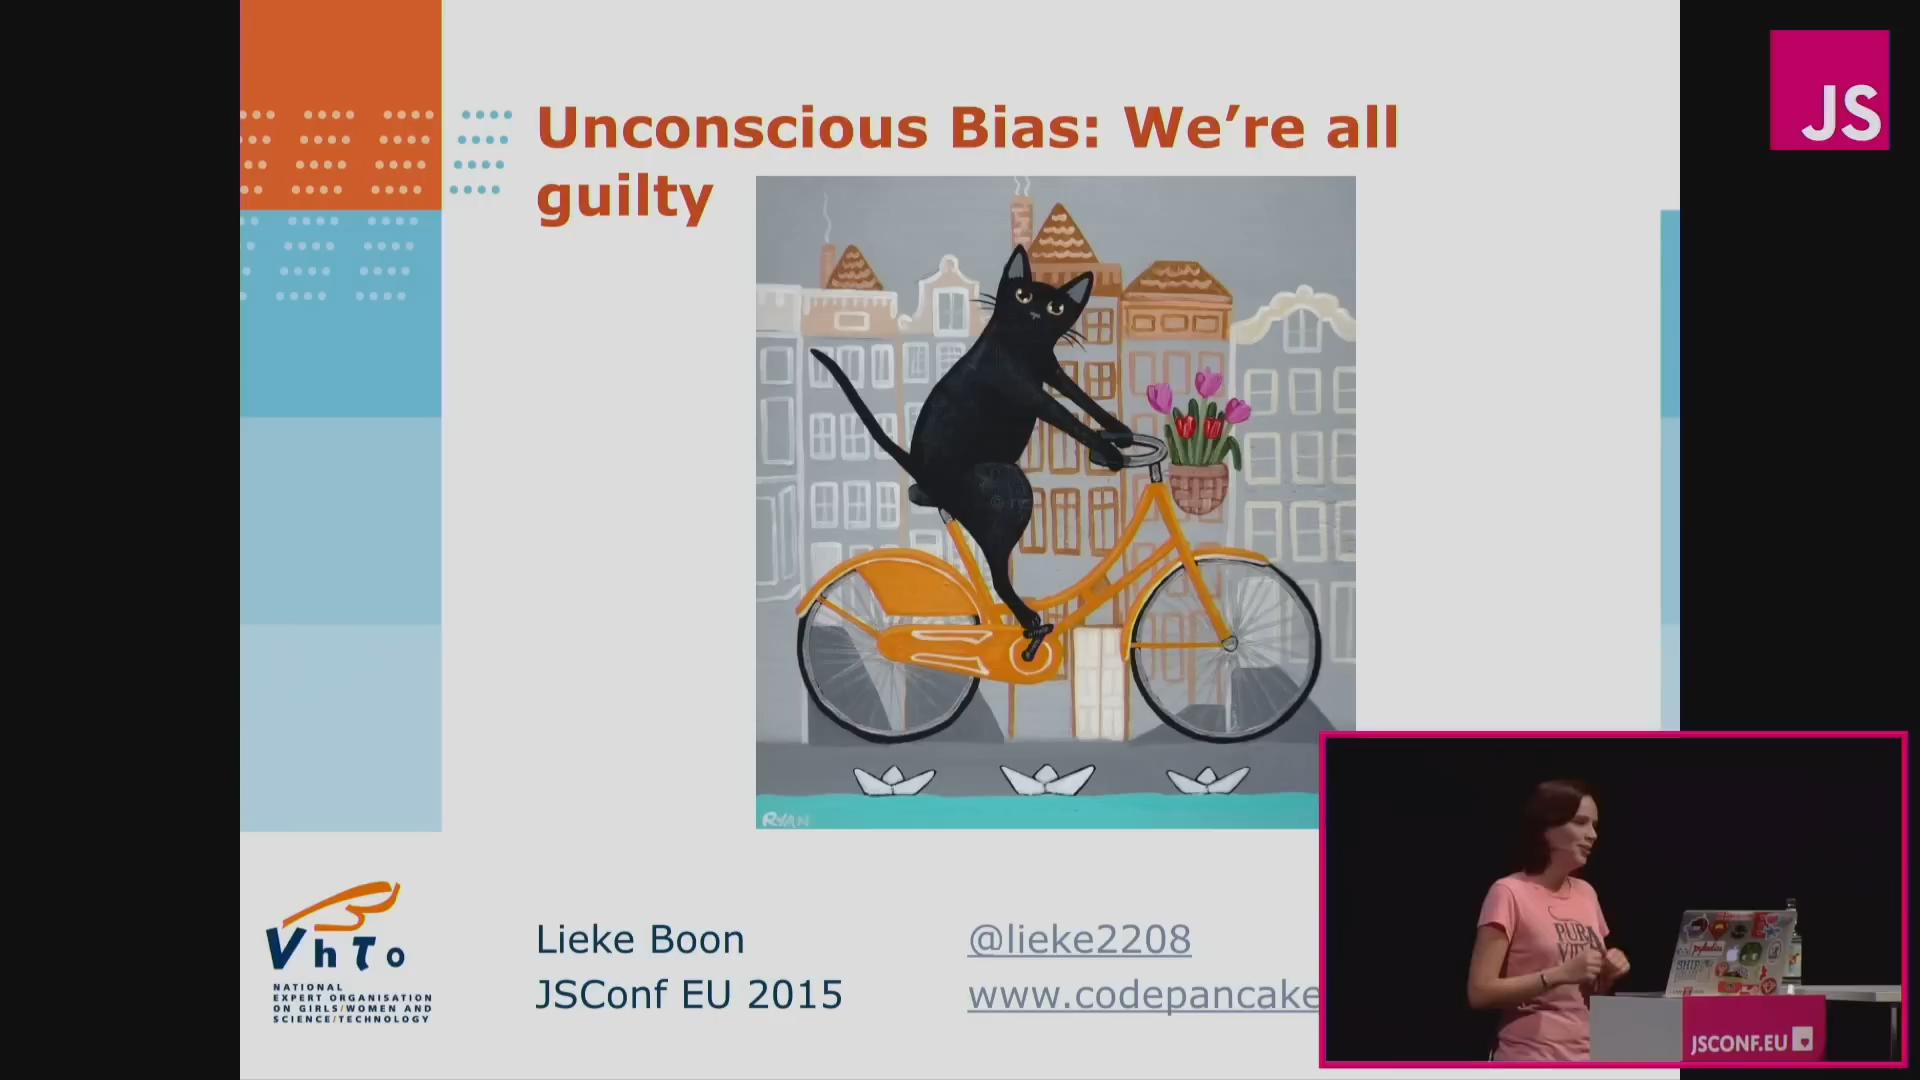 Unconscious Bias: We're all
guilty
JS
RYAN
VhTo
NATIONAL
EXPERT ORGANISATION
ON GIRLS/WOMEN AND
SCIENCE/TECHNOLOGY
Lieke Boon
JSConf EU 2015
@lieke2208
www.codepancake
PURA
JSCONF.EU